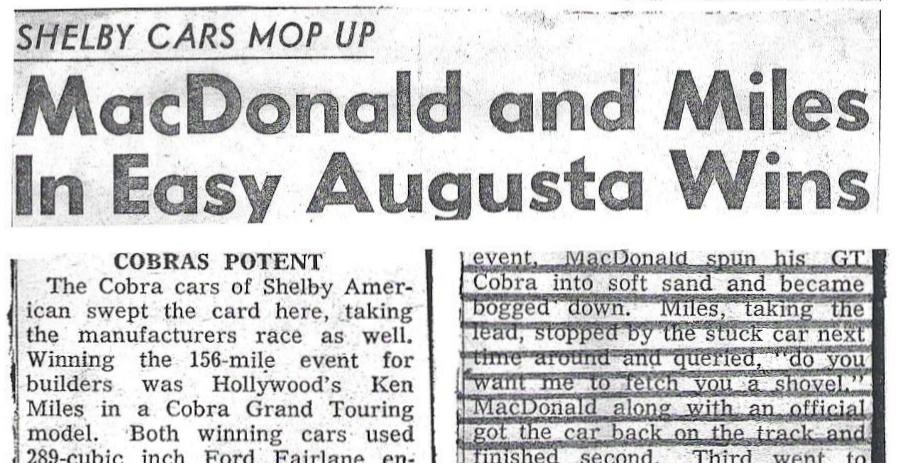 SHELBY CARS MOP UP
MacDonald and Miles
In Easy Augusta Wins
COBRAS POTENT
The Cobra cars of Shelby Amer-
ican swept the card here, taking
the manufacturers race as well.
Winning the 156-mile event for
builders was Hollywood's Ken
Miles in a Cobra Grand Touring
model. Both winning cars used
289-cubic inch Ford Fairlane en-
event, MacDonald spun his GT
Cobra into soft sand and became
bogged down. Miles, taking the
lead, stopped by the stuck car next
time around and queried, "do you
want me to fetch you a shovel."
MacDonald along with an official
got the car back on the track and
finished second. Third went to